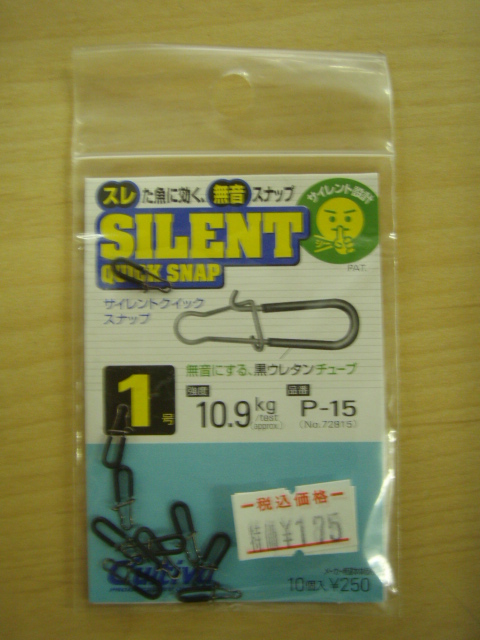 スレた魚に効く、無音スナップ
サイレント設計
SILENT
QUICK SNAP
PAT.
サイレントクイック
スナップ
無音にする、黒ウレタンチューブ
1号
強度
10.9kg
/TEST.
approx.)
品番
P-15
(No.72815)
税込価格
特価¥125
Cultiva
10個入 ¥250